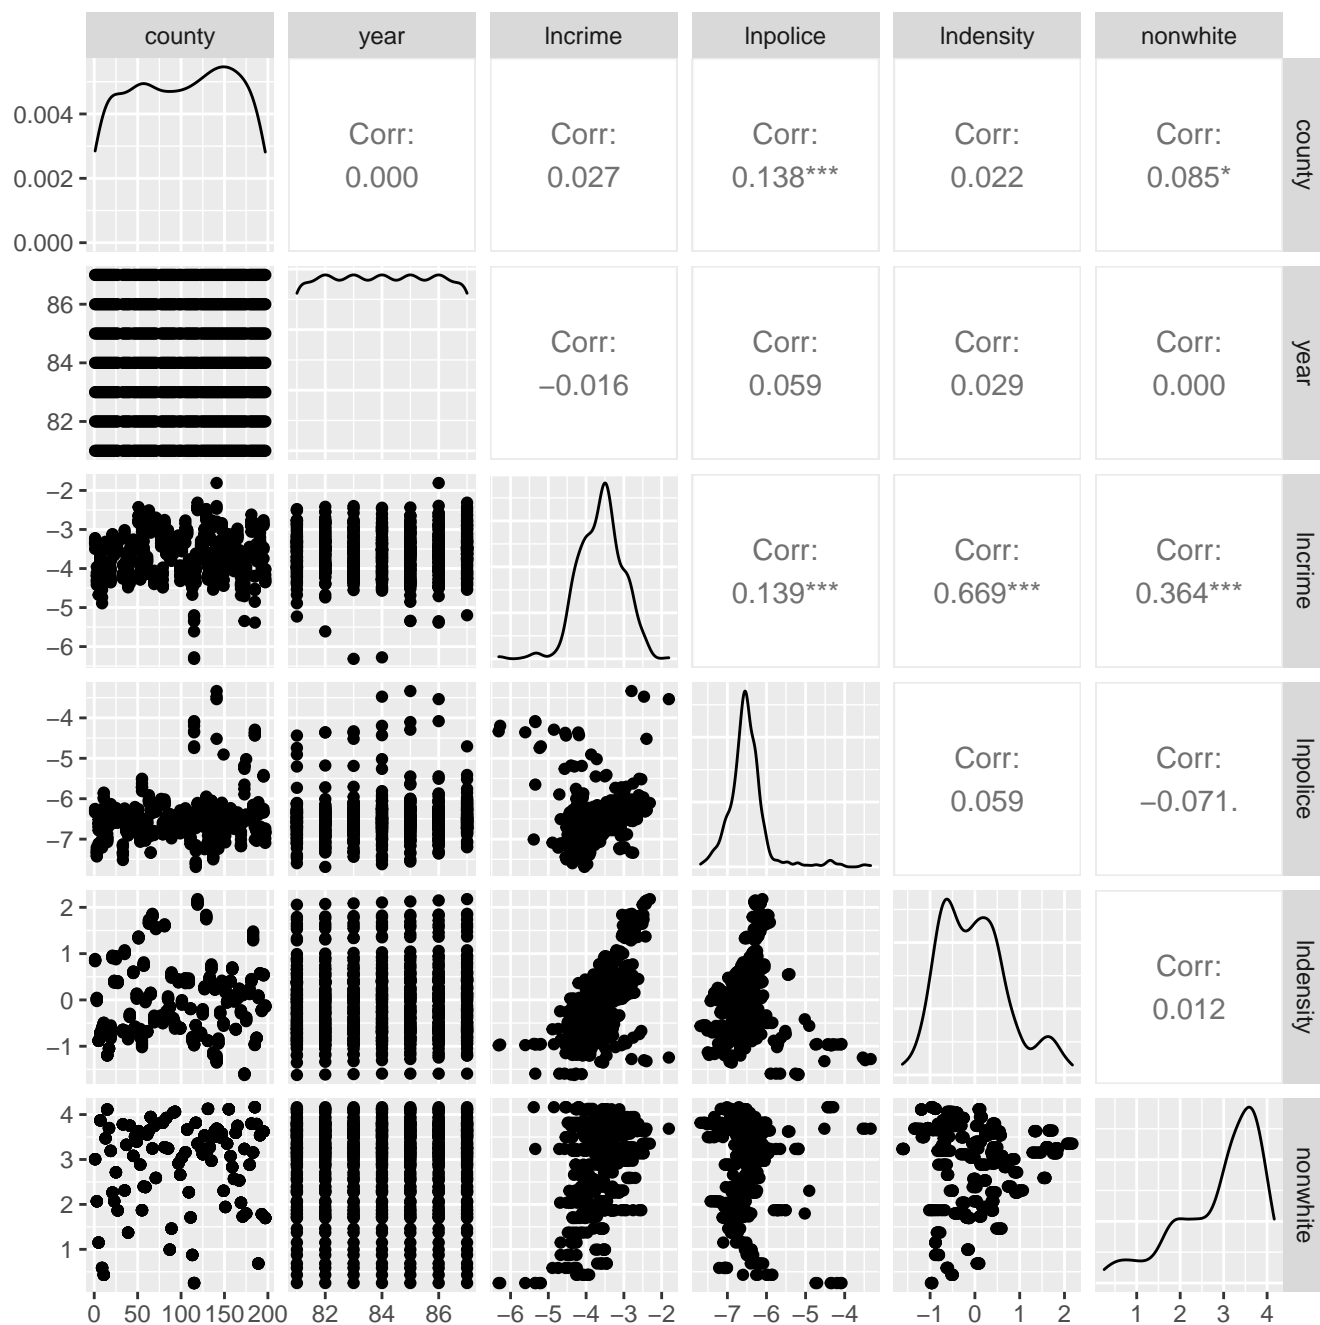 county year lncrime lnpolice lndensity nonwhite
0.004
0.002
0.000
Corr:
0.000
Corr:
0.027
Corr:
0.138***
Corr:
0.022
Corr:
0.085*
county
86
84
82
Corr:
−0.016
Corr:
0.059
Corr:
0.029
Corr:
0.000
year
−2
−3
−4
−5
−6
Corr:
0.139***
Corr:
0.669***
Corr:
0.364***
lncrime
−4
−5
−6
−7
Corr:
0.059
Corr:
−0.071.
lnpolice
2
1
0
−1
Corr:
0.012
lndensity
4
3
2
1
nonwhite
0 50 100 150 200 82 84 86 −6 −5 −4 −3 −2 −7 −6 −5 −4 −1 0 1 2 1 2 3 4